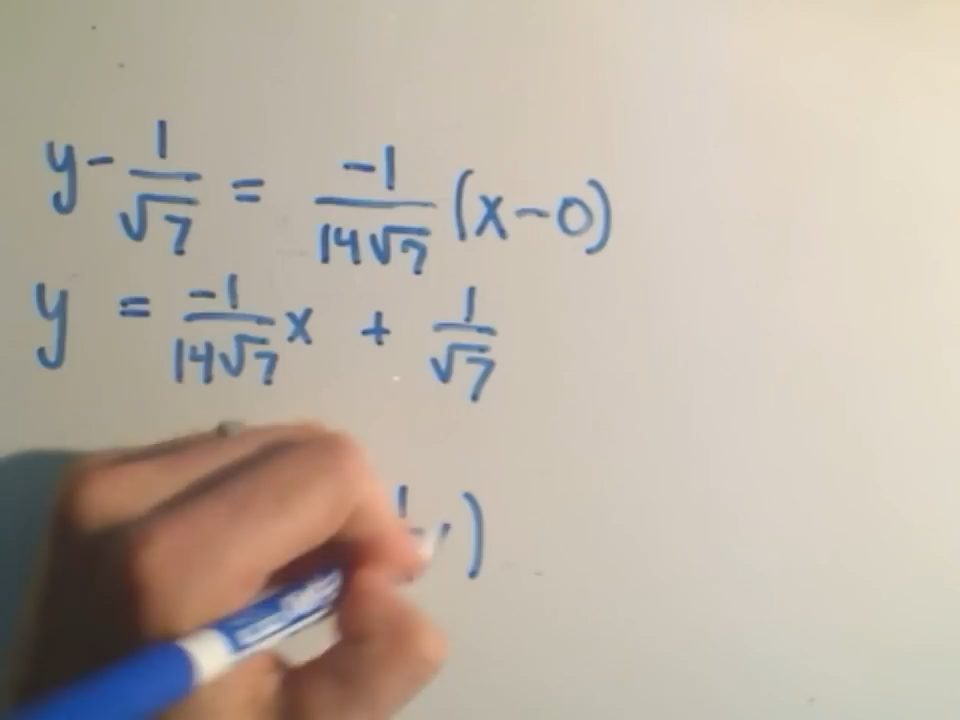 y - 1/√7 = -1/(14√7) (x - 0)
y = -1/(14√7) x + 1/√7